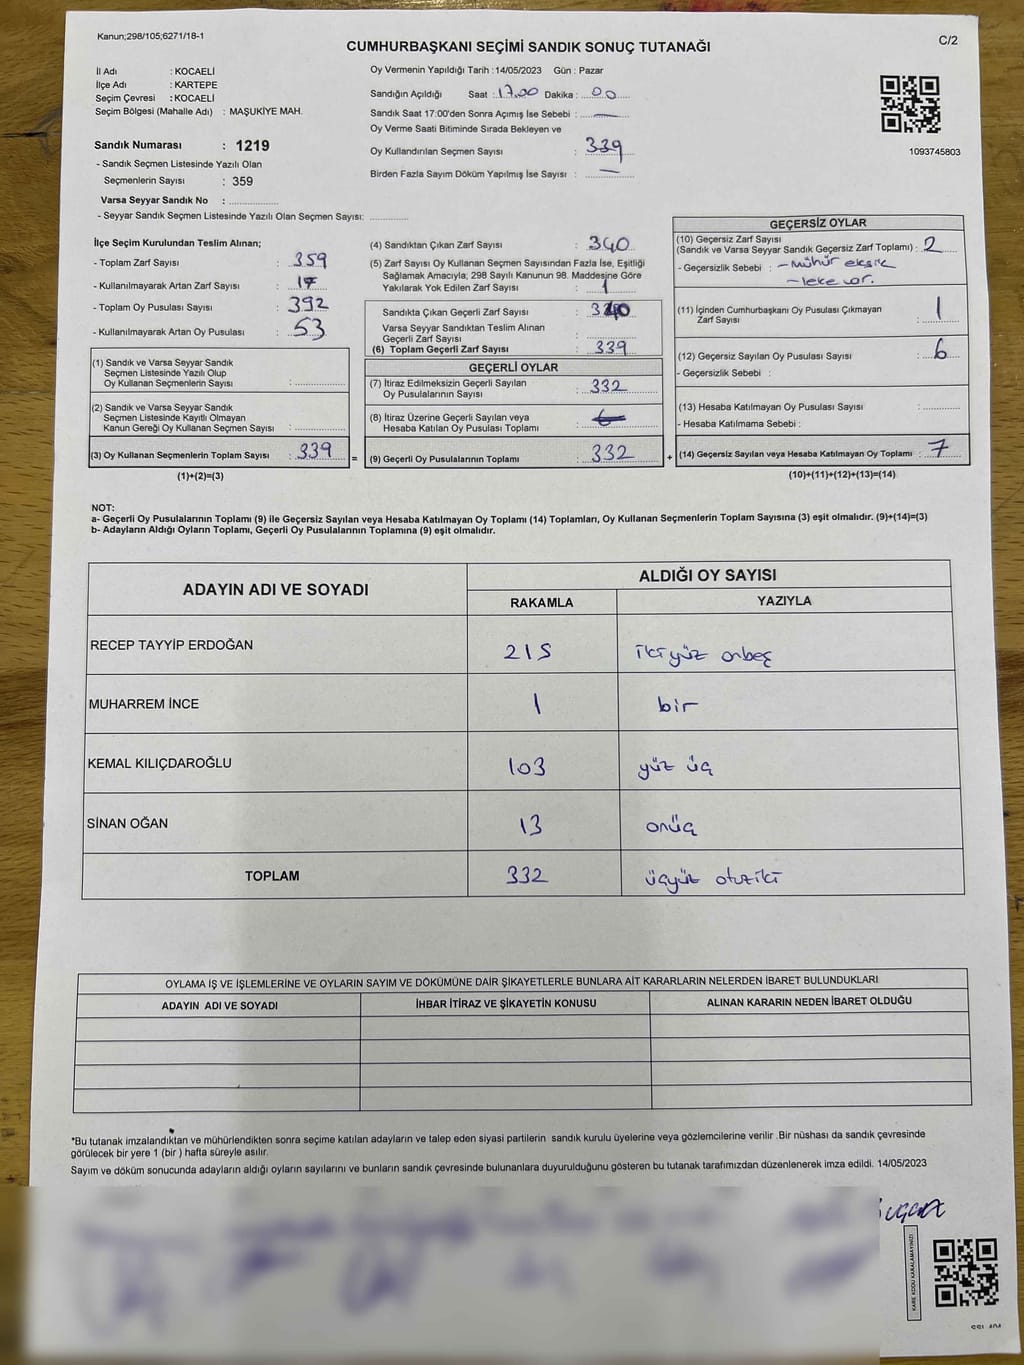 Kanun;298/105;6271/18-1
C/2
CUMHURBAŞKANI SEÇİMİ SANDIK SONUÇ TUTANAĞI
İl Adı : KOCAELİ
İlçe Adı : KARTEPE
Seçim Çevresi : KOCAELİ
Seçim Bölgesi (Mahalle Adı) : MAŞUKİYE MAH.
Sandık Numarası : 1219
- Sandık Seçmen Listesinde Yazılı Olan
Seçmenlerin Sayısı : 359
Varsa Seyyar Sandık No :
- Seyyar Sandık Seçmen Listesinde Yazılı Olan Seçmen Sayısı:
Oy Vermenin Yapıldığı Tarih :14/05/2023 Gün : Pazar
Sandığın Açıldığı Saat : 17.00 Dakika : 00
Sandık Saat 17:00'den Sonra Açımış İse Sebebi : —
Oy Verme Saati Bitiminde Sırada Bekleyen ve
Oy Kullandırılan Seçmen Sayısı : 339
Birden Fazla Sayım Döküm Yapılmış İse Sayısı : —
1093745803
İlçe Seçim Kurulundan Teslim Alınan;
- Toplam Zarf Sayısı : 359
- Kullanılmayarak Artan Zarf Sayısı :
- Toplam Oy Pusulası Sayısı : 392
- Kullanılmayarak Artan Oy Pusulası : 53
(1) Sandık ve Varsa Seyyar Sandık
Seçmen Listesinde Yazılı Olup
Oy Kullanan Seçmenlerin Sayısı :
(2) Sandık ve Varsa Seyyar Sandık
Seçmen Listesinde Kayıtlı Olmayan
Kanun Gereği Oy Kullanan Seçmen Sayısı :
(3) Oy Kullanan Seçmenlerin Toplam Sayısı : 339
(1)+(2)=(3)
(4) Sandıktan Çıkan Zarf Sayısı : 340
(5) Zarf Sayısı Oy Kullanan Seçmen Sayısından Fazla İse, Eşitliği
Sağlamak Amacıyla; 298 Sayılı Kanunun 98. Maddesine Göre
Yakılarak Yok Edilen Zarf Sayısı : 1
Sandıkta Çıkan Geçerli Zarf Sayısı :
Varsa Seyyar Sandıktan Teslim Alınan
Geçerli Zarf Sayısı :
(6) Toplam Geçerli Zarf Sayısı : 339
GEÇERLİ OYLAR
(7) İtiraz Edilmeksizin Geçerli Sayılan
Oy Pusulalarının Sayısı : 332
(8) İtiraz Üzerine Geçerli Sayılan veya
Hesaba Katılan Oy Pusulası Toplamı :
= (9) Geçerli Oy Pusulalarının Toplamı : 332 +
GEÇERSİZ OYLAR
(10) Geçersiz Zarf Sayısı
(Sandık ve Varsa Seyyar Sandık Geçersiz Zarf Toplamı) : 2
- Geçersizlik Sebebi : - mühür eksik
- leke var.
(11) İçinden Cumhurbaşkanı Oy Pusulası Çıkmayan
Zarf Sayısı : 1
(12) Geçersiz Sayılan Oy Pusulası Sayısı : 6
- Geçersizlik Sebebi :
(13) Hesaba Katılmayan Oy Pusulası Sayısı :
- Hesaba Katılmama Sebebi :
(14) Geçersiz Sayılan veya Hesaba Katılmayan Oy Toplamı : 7
(10)+(11)+(12)+(13)=(14)
NOT:
a- Geçerli Oy Pusulalarının Toplamı (9) ile Geçersiz Sayılan veya Hesaba Katılmayan Oy Toplamı (14) Toplamları, Oy Kullanan Seçmenlerin Toplam Sayısına (3) eşit olmalıdır. (9)+(14)=(3)
b- Adayların Aldığı Oyların Toplamı, Geçerli Oy Pusulalarının Toplamına (9) eşit olmalıdır.
ADAYIN ADI VE SOYADI
ALDIĞI OY SAYISI
RAKAMLA YAZIYLA
RECEP TAYYİP ERDOĞAN 215 ikiyüz onbeş
MUHARREM İNCE 1 bir
KEMAL KILIÇDAROĞLU 103 yüz üç
SİNAN OĞAN 13 onüç
TOPLAM 332 üçyüz otuziki
OYLAMA İŞ VE İŞLEMLERİNE VE OYLARIN SAYIM VE DÖKÜMÜNE DAİR ŞİKAYETLERLE BUNLARA AİT KARARLARIN NELERDEN İBARET BULUNDUKLARI
ADAYIN ADI VE SOYADI İHBAR İTİRAZ VE ŞİKAYETİN KONUSU ALINAN KARARIN NEDEN İBARET OLDUĞU
*Bu tutanak imzalandıktan ve mühürlendikten sonra seçime katılan adayların ve talep eden siyasi partilerin sandık kurulu üyelerine veya gözlemcilerine verilir .Bir nüshası da sandık çevresinde
görülecek bir yere 1 (bir ) hafta süreyle asılır.
Sayım ve döküm sonucunda adayların aldığı oyların sayılarını ve bunların sandık çevresinde bulunanlara duyurulduğunu gösteren bu tutanak tarafımızdan düzenlenerek imza edildi. 14/05/2023
KARE KODU KARALAMAYINIZ!